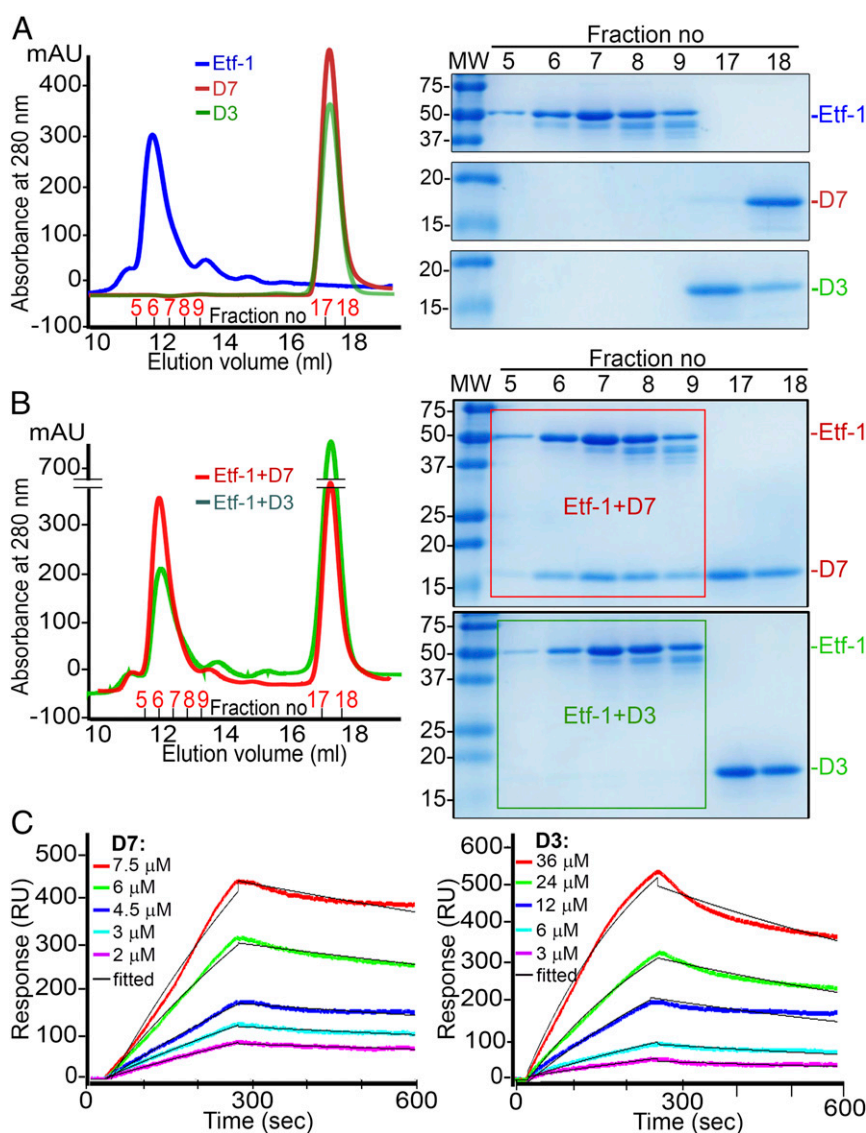 A
mAU
400
300
200
100
0
-100
Absorbance at 280 nm
Etf-1
D7
D3
5 6 7 8 9 Fraction no 17 18
10 12 14 16 18
Elution volume (ml)
Fraction no
MW 5 6 7 8 9 17 18
75-
50-
37-
-Etf-1
20-
15-
-D7
20-
15-
-D3
B
mAU
700
300
200
100
0
-100
Absorbance at 280 nm
Etf-1+D7
Etf-1+D3
5 6 7 8 9 Fraction no 17 18
10 12 14 16 18
Elution volume (ml)
Fraction no
MW 5 6 7 8 9 17 18
75-
50-
37-
25-
20-
15-
Etf-1+D7
-Etf-1
-D7
75-
50-
37-
25-
20-
15-
Etf-1+D3
-Etf-1
-D3
C
D7:
7.5 μM
6 μM
4.5 μM
3 μM
2 μM
fitted
500
400
300
200
100
0
Response (RU)
0 300 600
Time (sec)
D3:
36 μM
24 μM
12 μM
6 μM
3 μM
fitted
600
500
400
300
200
100
0
Response (RU)
0 300 600
Time (sec)